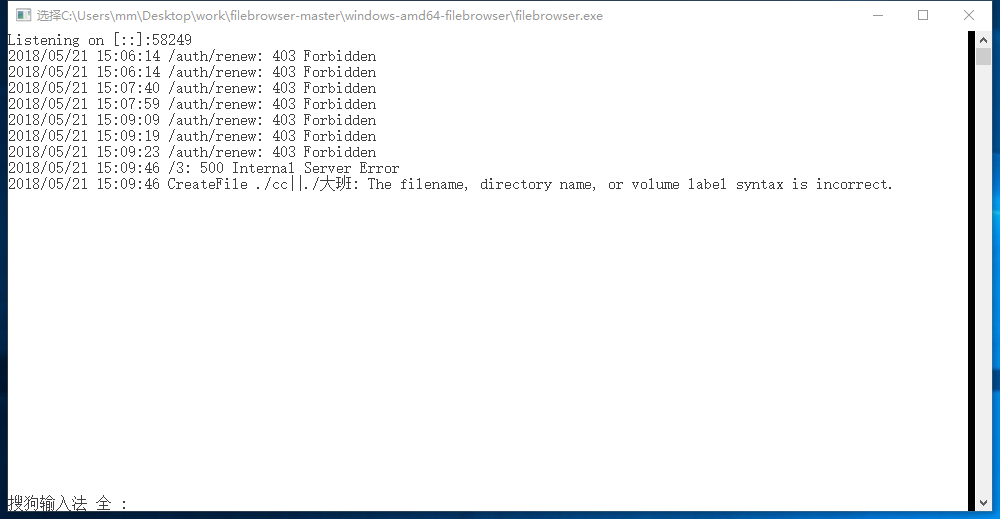 选择C:\Users\mm\Desktop\work\filebrowser-master\windows-amd64-filebrowser\filebrowser.exe
Listening on [::]:58249
2018/05/21 15:06:14 /auth/renew: 403 Forbidden
2018/05/21 15:06:14 /auth/renew: 403 Forbidden
2018/05/21 15:07:40 /auth/renew: 403 Forbidden
2018/05/21 15:07:59 /auth/renew: 403 Forbidden
2018/05/21 15:09:09 /auth/renew: 403 Forbidden
2018/05/21 15:09:19 /auth/renew: 403 Forbidden
2018/05/21 15:09:23 /auth/renew: 403 Forbidden
2018/05/21 15:09:46 /3: 500 Internal Server Error
2018/05/21 15:09:46 CreateFile ./cc||./大班: The filename, directory name, or volume label syntax is incorrect.
搜狗输入法 全 :